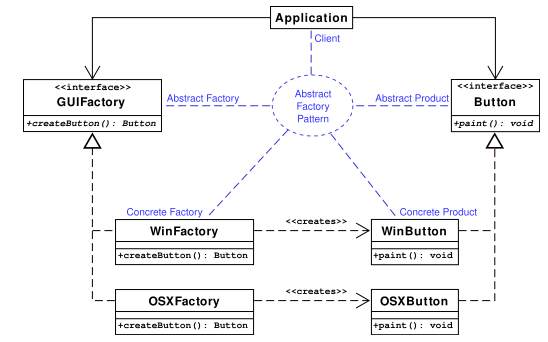 Application
Client
<<interface>>
GUIFactory
+createButton(): Button
Abstract Factory
Abstract
Factory
Pattern
Abstract Product
<<interface>>
Button
+paint(): void
Concrete Factory
Concrete Product
WinFactory
+createButton(): Button
<<creates>>
WinButton
+paint(): void
OSXFactory
+createButton(): Button
<<creates>>
OSXButton
+paint(): void